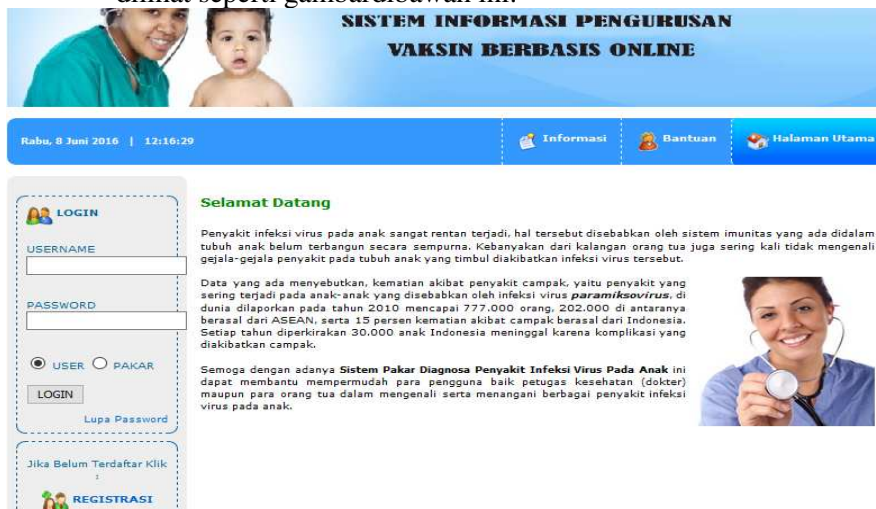 dilihat seperti gambardibawah ini.
SISTEM INFORMASI PENGURUSAN
VAKSIN BERBASIS ONLINE
Rabu, 8 Juni 2016 | 12:16:29
Informasi
Bantuan
Halaman Utama
LOGIN
USERNAME
PASSWORD
USER
PAKAR
LOGIN
Lupa Password
Jika Belum Terdaftar Klik
:
REGISTRASI
Selamat Datang
Penyakit infeksi virus pada anak sangat rentan terjadi, hal tersebut disebabkan oleh sistem imunitas yang ada didalam
tubuh anak belum terbangun secara sempurna. Kebanyakan dari kalangan orang tua juga sering kali tidak mengenali
gejala-gejala penyakit pada tubuh anak yang timbul diakibatkan infeksi virus tersebut.
Data yang ada menyebutkan, kematian akibat penyakit campak, yaitu penyakit yang
sering terjadi pada anak-anak yang disebabkan oleh infeksi virus paramiksovirus, di
dunia dilaporkan pada tahun 2010 mencapai 777.000 orang, 202.000 di antaranya
berasal dari ASEAN, serta 15 persen kematian akibat campak berasal dari Indonesia.
Setiap tahun diperkirakan 30.000 anak Indonesia meninggal karena komplikasi yang
diakibatkan campak.
Semoga dengan adanya Sistem Pakar Diagnosa Penyakit Infeksi Virus Pada Anak ini
dapat membantu mempermudah para pengguna baik petugas kesehatan (dokter)
maupun para orang tua dalam mengenali serta menangani berbagai penyakit infeksi
virus pada anak.